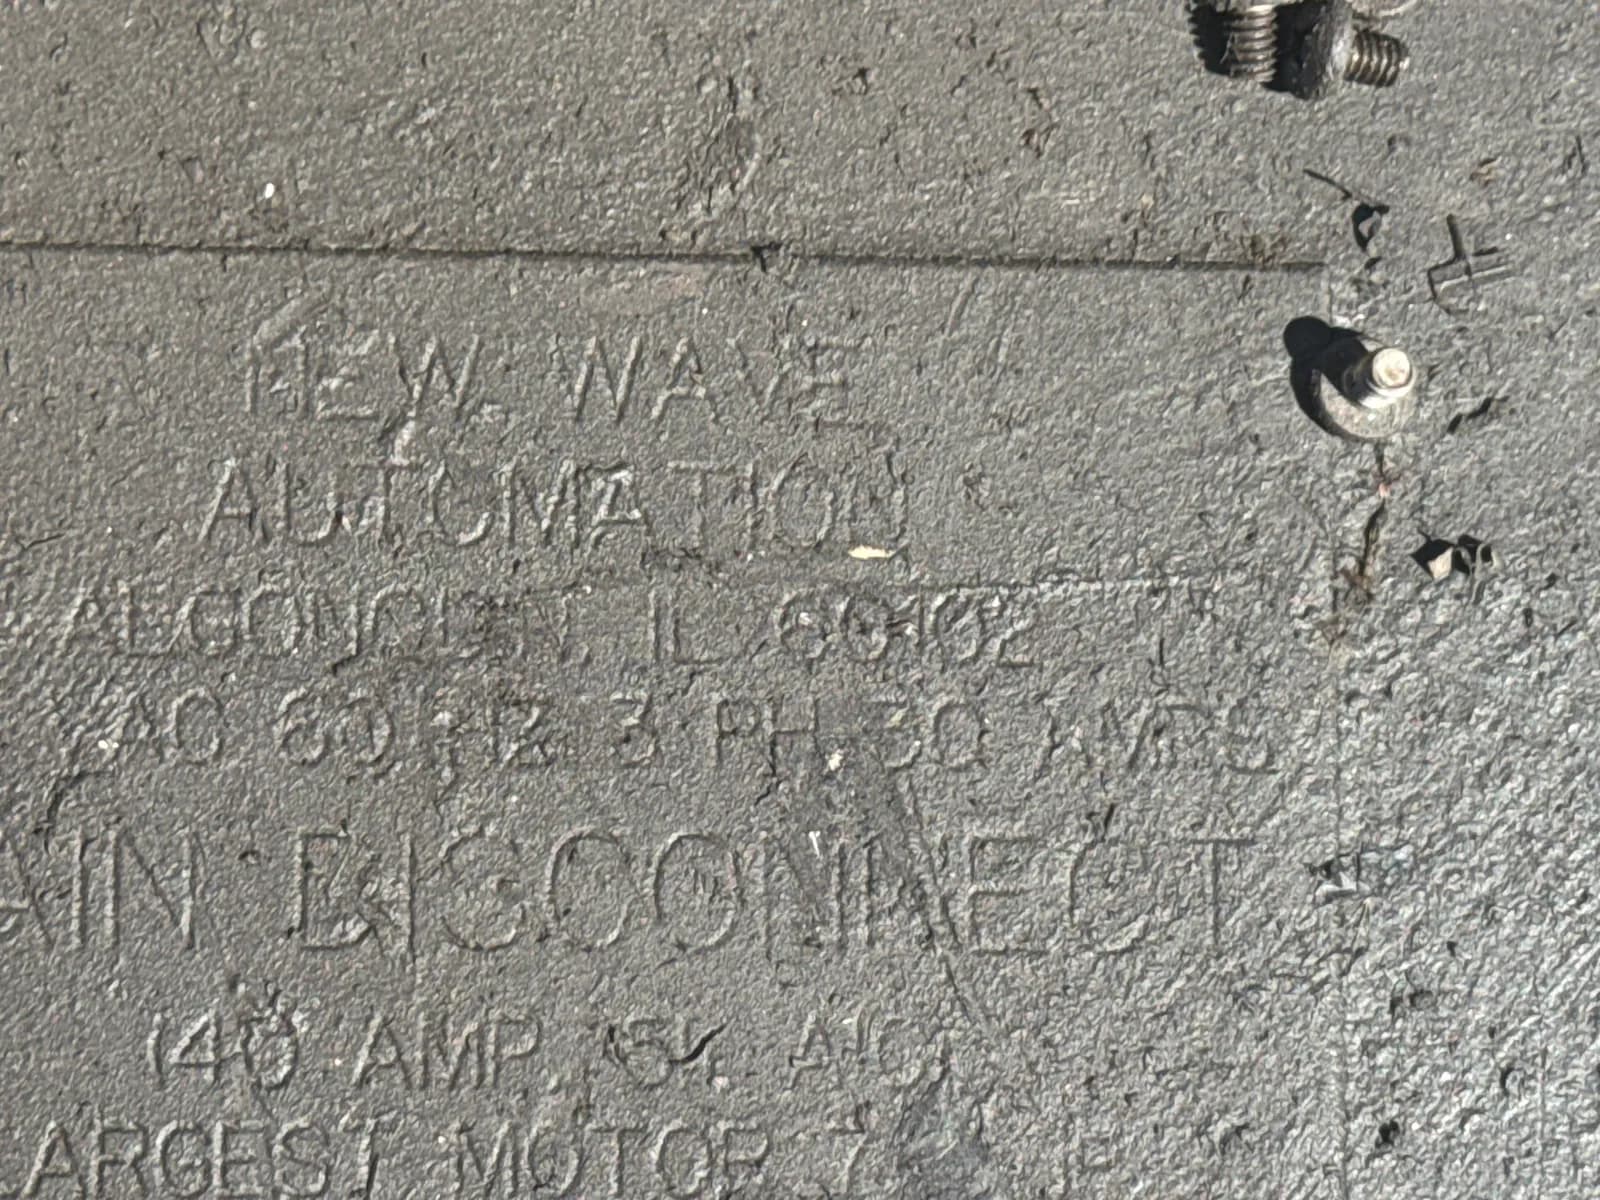 NEW WAVE
AUTOMATION
ALGONQUIN, IL 60102
AC 60 HZ 3 PH 30 AMPS
AIN DISCONNECT
140 AMP
ARGEST MOTOR 7